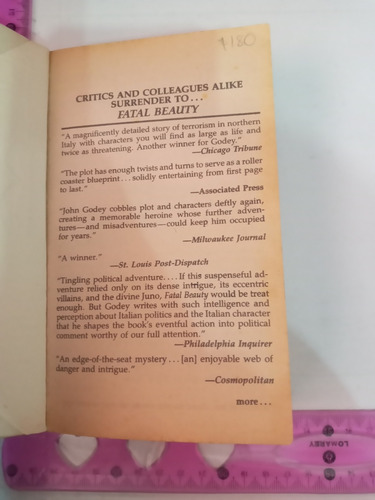 $180
CRITICS AND COLLEAGUES ALIKE
SURRENDER TO...
FATAL BEAUTY
"A magnificently detailed story of terrorism in northern
Italy with characters you will find as large as life and
twice as threatening. Another winner for Godey."
—Chicago Tribune
"The plot has enough twists and turns to serve as a roller
coaster blueprint... solidly entertaining from first page
to last."
—Associated Press
"John Godey cobbles plot and characters deftly again,
creating a memorable heroine whose further adven-
tures—and misadventures—could keep him occupied
for years."
—Milwaukee Journal
"A winner."
—St. Louis Post-Dispatch
"Tingling political adventure.... If this suspenseful ad-
venture relied only on its dense intrigue, its eccentric
villains, and the divine Juno, Fatal Beauty would be treat
enough. But Godey writes with such intelligence and
perception about Italian politics and the Italian character
that he shapes the book's eventful action into political
comment worthy of our full attention."
—Philadelphia Inquirer
"An edge-of-the-seat mystery... [an] enjoyable web of
danger and intrigue."
—Cosmopolitan
more...